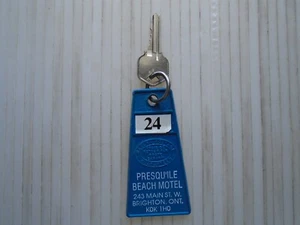 24
PRESQU'ILE
BEACH MOTEL
243 MAIN ST. W.
BRIGHTON, ONT.
K0K 1H0